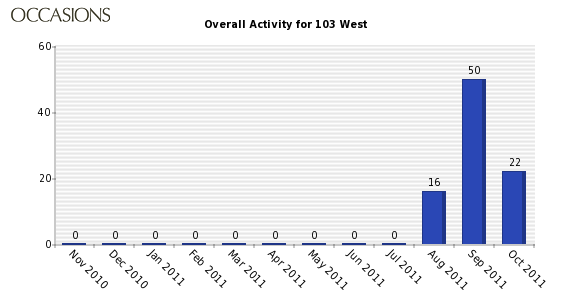 OCCASIONS
Overall Activity for 103 West
60
40
20
0
0 0 0 0 0 0 0 0 0 16 50 22
Nov 2010 Dec 2010 Jan 2011 Feb 2011 Mar 2011 Apr 2011 May 2011 Jun 2011 Jul 2011 Aug 2011 Sep 2011 Oct 2011